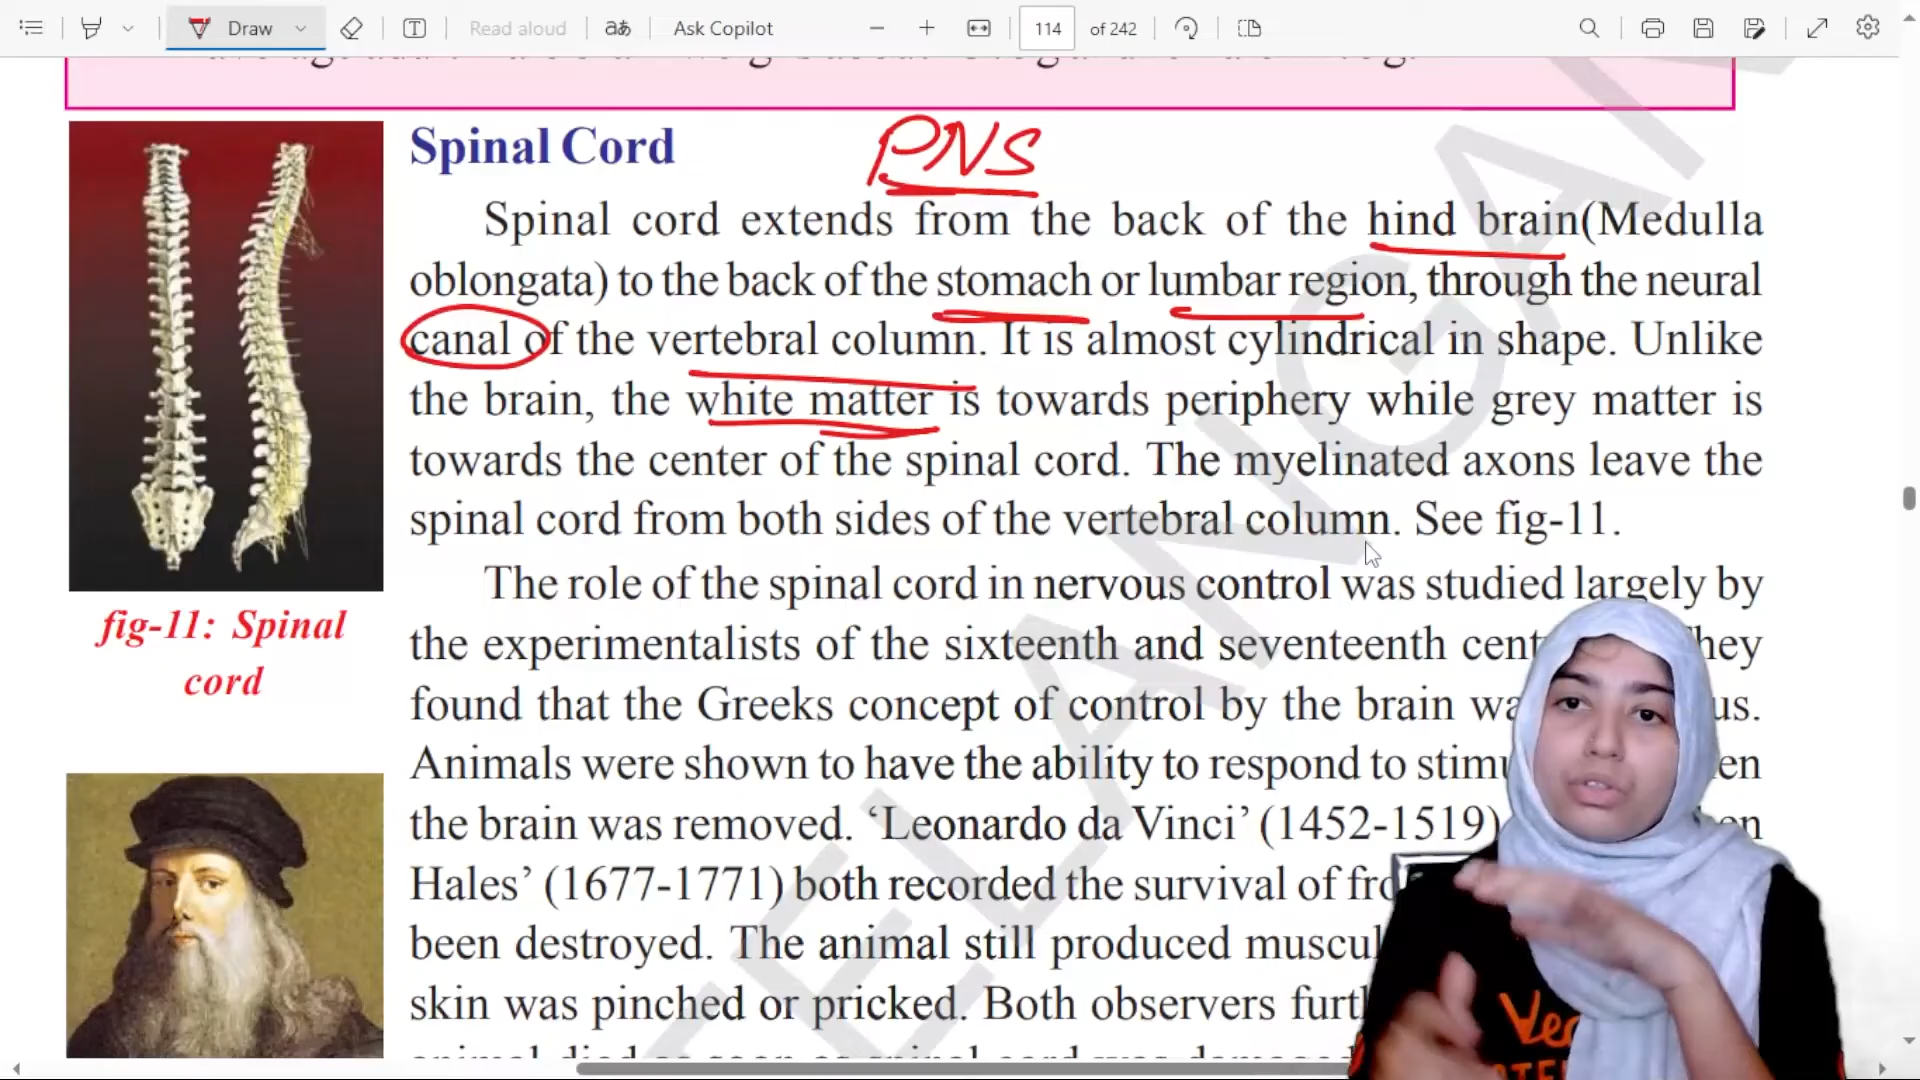 Draw
Read aloud
aあ
Ask Copilot
114
of 242
Spinal Cord
PNS
Spinal cord extends from the back of the hind brain(Medulla
oblongata) to the back of the stomach or lumbar region, through the neural
canal of the vertebral column. It is almost cylindrical in shape. Unlike
the brain, the white matter is towards periphery while grey matter is
towards the center of the spinal cord. The myelinated axons leave the
spinal cord from both sides of the vertebral column. See fig-11.
fig-11: Spinal
cord
The role of the spinal cord in nervous control was studied largely by
the experimentalists of the sixteenth and seventeenth cent
found that the Greeks concept of control by the brain
us.
Animals were shown to have the ability to respond to
the brain was removed. ‘Leonardo da Vinci’ (1452-1519)
Hales’ (1677-1771) both recorded the survival of
been destroyed. The animal still produced
skin was pinched or pricked. Both observers
TELANGAN